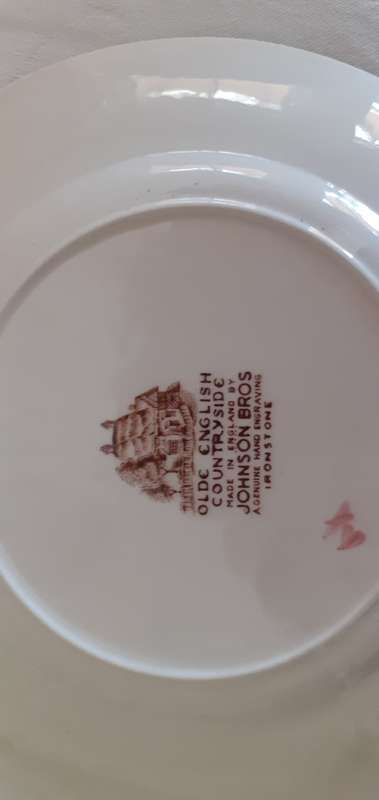 OLDE ENGLISH
COUNTRYSIDE
MADE IN ENGLAND BY
JOHNSON BROS
A GENUINE HAND ENGRAVING
IRONSTONE